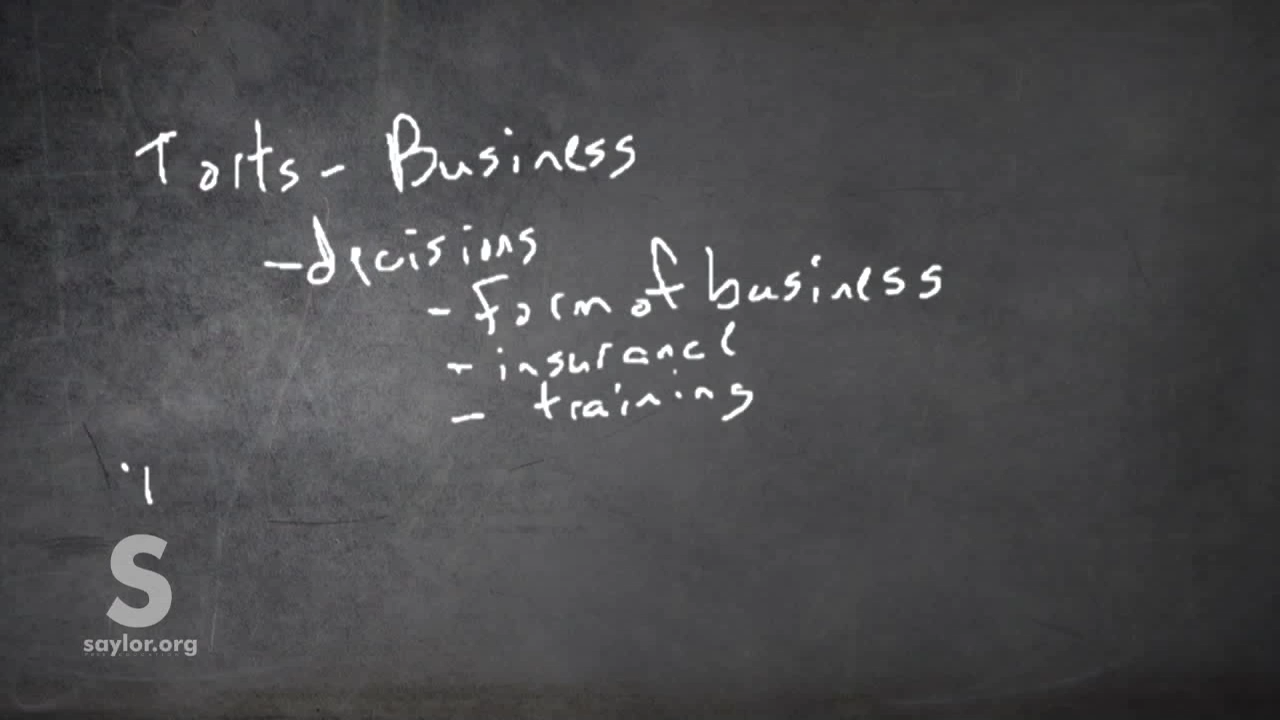 Torts - Business
- decisions
- form of business
- insurance
- training
S
saylor.org